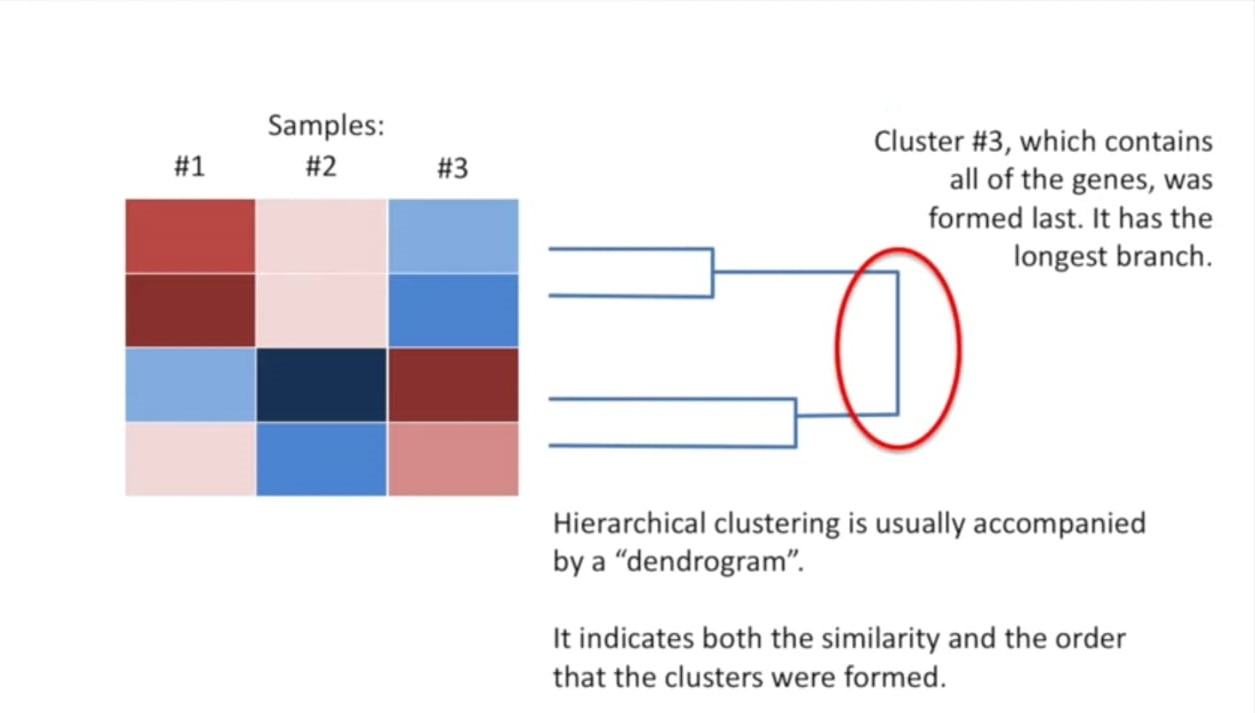 Samples:
#1 #2 #3
Cluster #3, which contains
all of the genes, was
formed last. It has the
longest branch.
Hierarchical clustering is usually accompanied
by a “dendrogram”.
It indicates both the similarity and the order
that the clusters were formed.